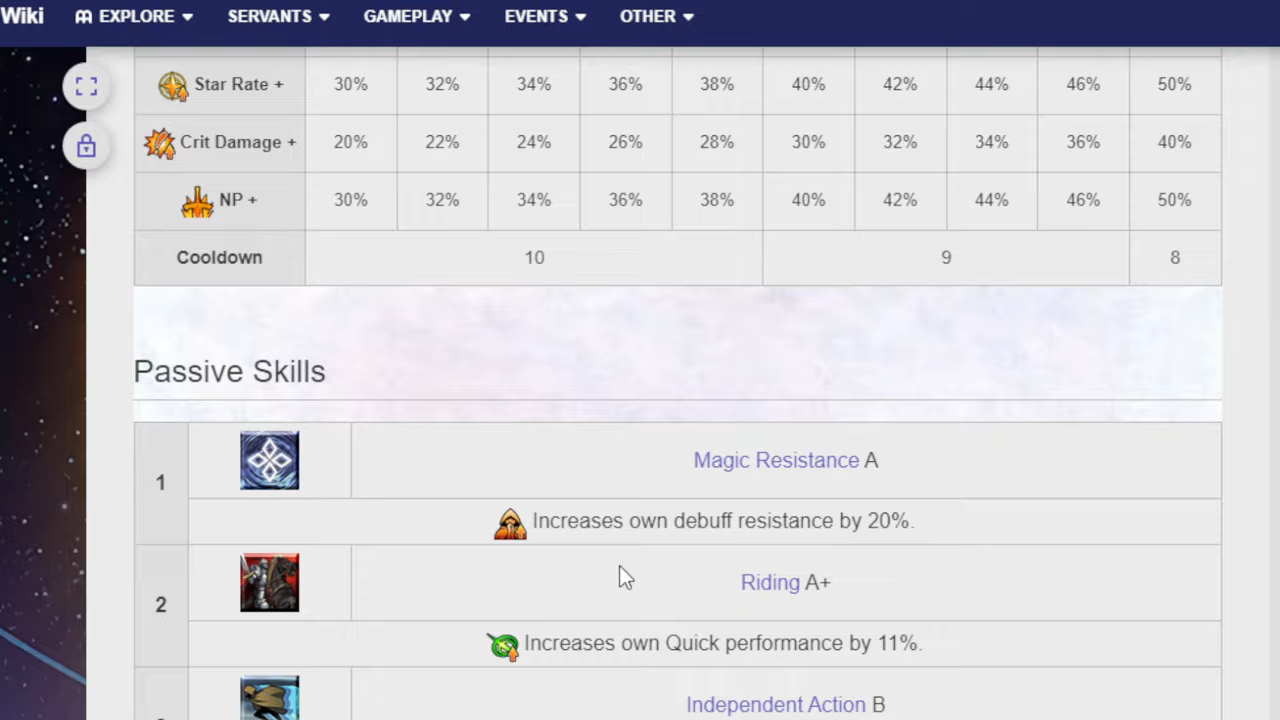 Wiki EXPLORE SERVANTS GAMEPLAY EVENTS OTHER
Star Rate + 30% 32% 34% 36% 38% 40% 42% 44% 46% 50%
Crit Damage + 20% 22% 24% 26% 28% 30% 32% 34% 36% 40%
NP + 30% 32% 34% 36% 38% 40% 42% 44% 46% 50%
Cooldown 10 9 8
Passive Skills
1 Magic Resistance A
Increases own debuff resistance by 20%.
2 Riding A+
Increases own Quick performance by 11%.
Independent Action B